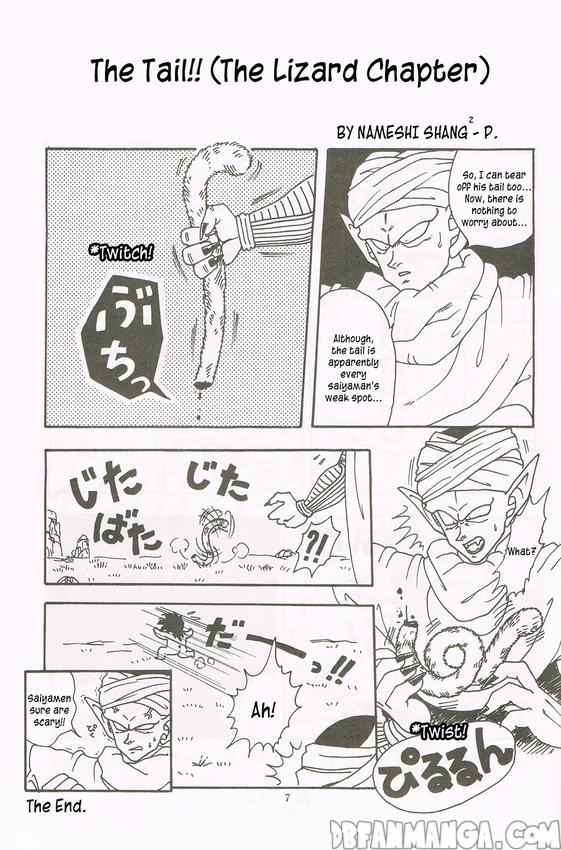 The Tail!! (The Lizard Chapter)
BY NAMESHI SHANG² - P.
So, I can tear
off his tail too...
Now, there is
nothing to
worry about...
*Twitch!
ぶちっ
Although,
the tail is
apparently
every
saiyaman's
weak spot...
じたばた
じた
?!
What?
だーーっ!!
Ah!
Saiyamen
sure are
scary!!
*Twist!
ぴるるん
The End.
7
DBFANMANGA.COM